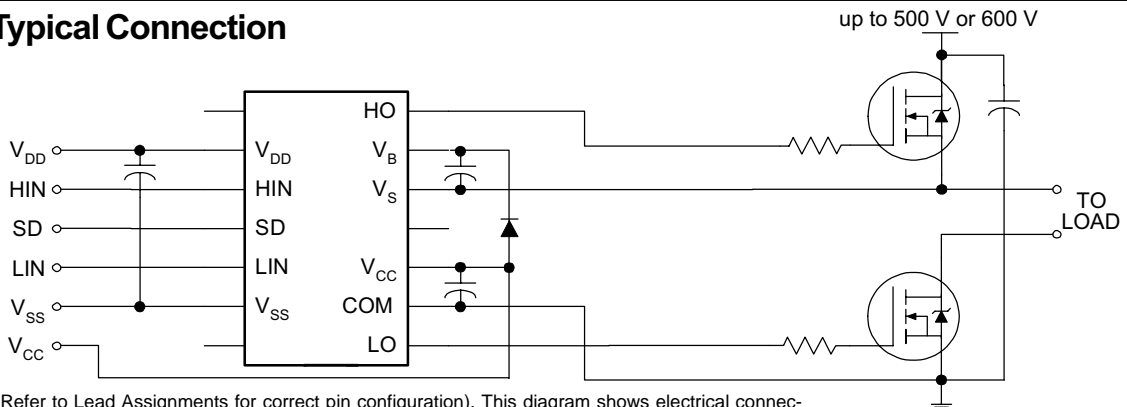 Typical Connection
up to 500 V or 600 V
HO
V_DD
V_DD
V_B
HIN
HIN
V_S
TO
LOAD
SD
SD
LIN
LIN
V_CC
V_SS
V_SS
COM
V_CC
LO
(Refer to Lead Assignments for correct pin configuration). This diagram shows electrical connec-